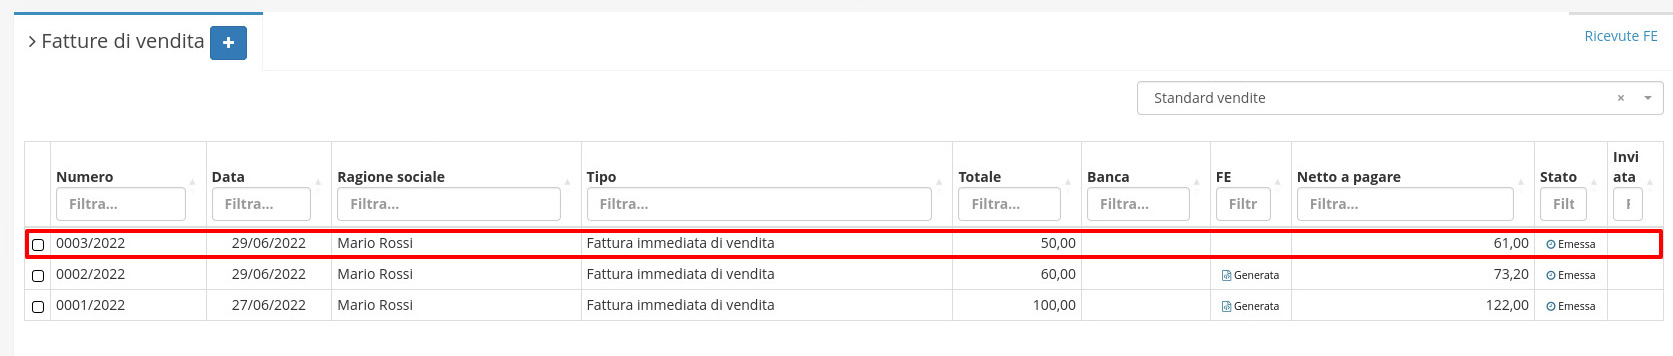 Fatture di vendita +
Ricevute FE
Standard vendite ×
Numero Data Ragione sociale Tipo Totale Banca FE Netto a pagare Stato Invi
ata
Filtra... Filtra... Filtra... Filtra... Filtra... Filtra... Filtr Filtra... Filt F
0003/2022 29/06/2022 Mario Rossi Fattura immediata di vendita 50,00 61,00 Emessa
0002/2022 29/06/2022 Mario Rossi Fattura immediata di vendita 60,00 Generata 73,20 Emessa
0001/2022 27/06/2022 Mario Rossi Fattura immediata di vendita 100,00 Generata 122,00 Emessa